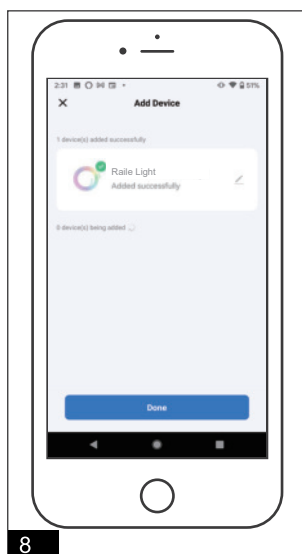 2:31
51%
Add Device
1 device(s) added successfully
Raile Light
Added successfully
0 device(s) being added
Done
8